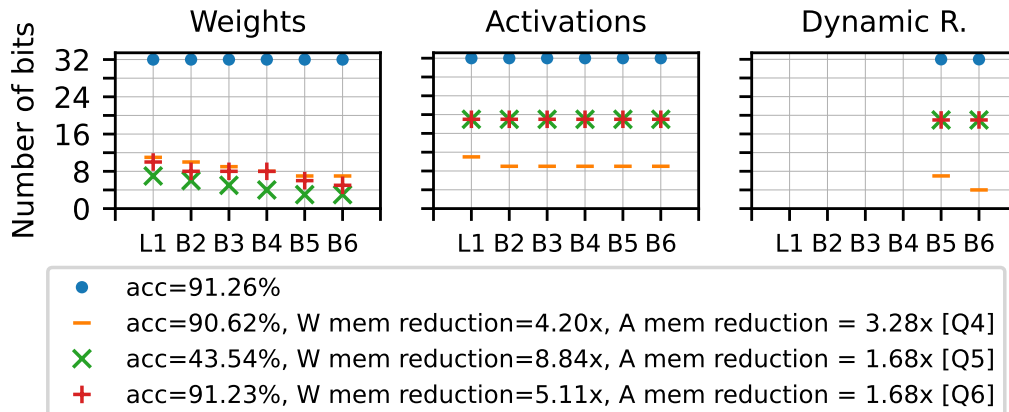 Weights Activations Dynamic R.
Number of bits
32
24
16
8
0
L1 B2 B3 B4 B5 B6 L1 B2 B3 B4 B5 B6 L1 B2 B3 B4 B5 B6
acc=91.26%
acc=90.62%, W mem reduction=4.20x, A mem reduction = 3.28x [Q4]
acc=43.54%, W mem reduction=8.84x, A mem reduction = 1.68x [Q5]
acc=91.23%, W mem reduction=5.11x, A mem reduction = 1.68x [Q6]